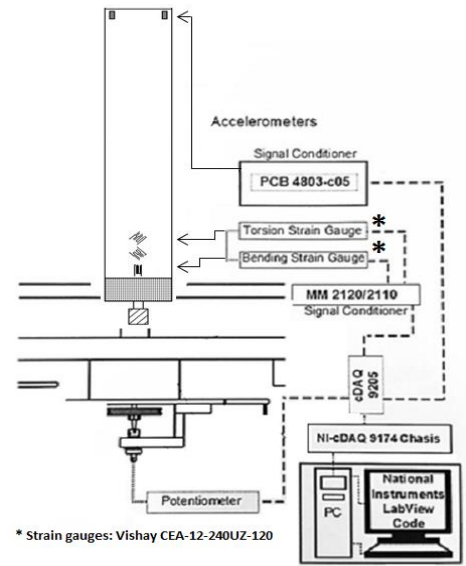 Accelerometers
Signal Conditioner
PCB 4803-c05
Torsion Strain Gauge *
Bending Strain Gauge *
MM 2120/2110
Signal Conditioner
cDAQ
9205
NI-cDAQ 9174 Chasis
National
Instruments
LabView
Code
PC
Potentiometer
* Strain gauges: Vishay CEA-12-240UZ-120